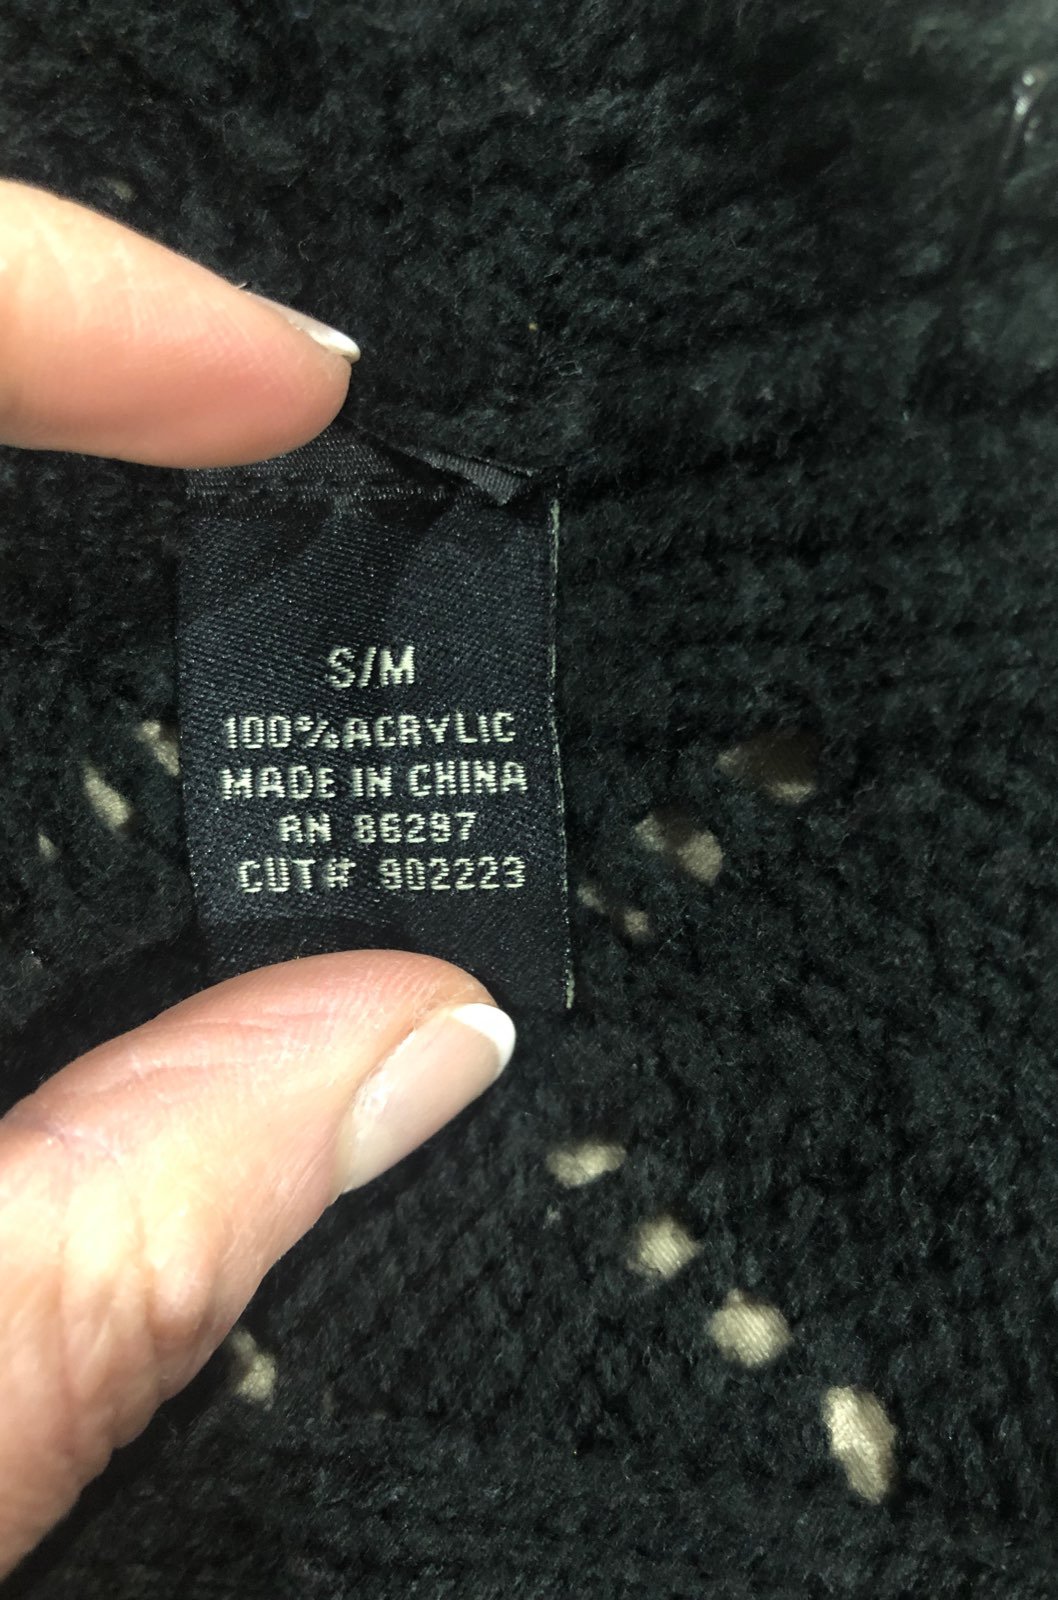 S/M
100% ACRYLIC
MADE IN CHINA
RN 86297
CUT# 902223